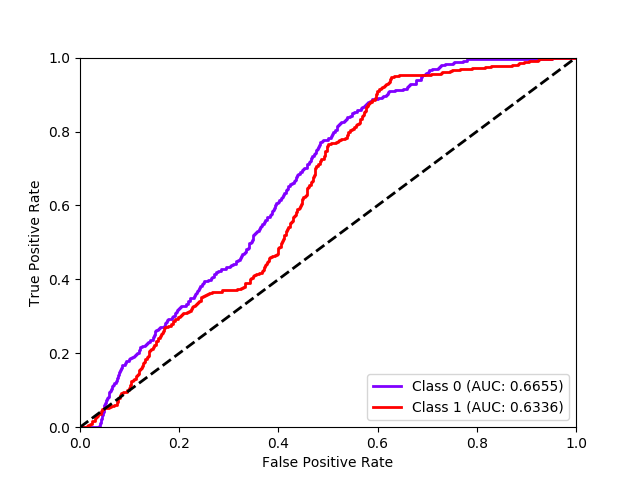 1.0
0.8
0.6
0.4
0.2
0.0
True Positive Rate
0.0 0.2 0.4 0.6 0.8 1.0
False Positive Rate
Class 0 (AUC: 0.6655)
Class 1 (AUC: 0.6336)